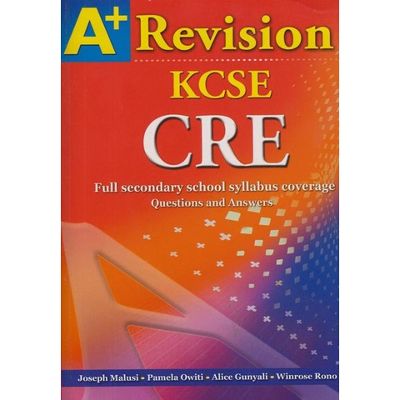 A+ Revision
KCSE
CRE
Full secondary school syllabus coverage
Questions and Answers
Joseph Malusi - Pamela Owiti - Alice Gunyali - Winrose Rono